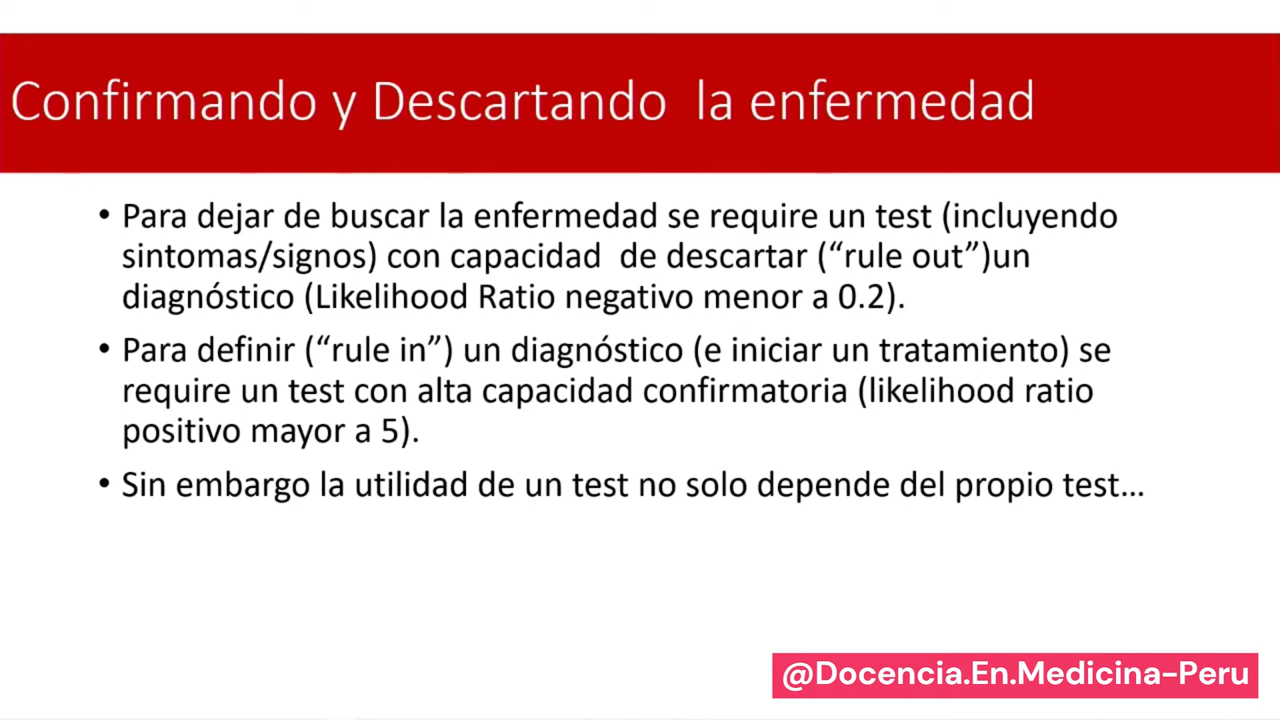 Confirmando y Descartando la enfermedad
• Para dejar de buscar la enfermedad se require un test (incluyendo
sintomas/signos) con capacidad de descartar (“rule out”)un
diagnóstico (Likelihood Ratio negativo menor a 0.2).
• Para definir (“rule in”) un diagnóstico (e iniciar un tratamiento) se
require un test con alta capacidad confirmatoria (likelihood ratio
positivo mayor a 5).
• Sin embargo la utilidad de un test no solo depende del propio test…
@Docencia.En.Medicina-Peru